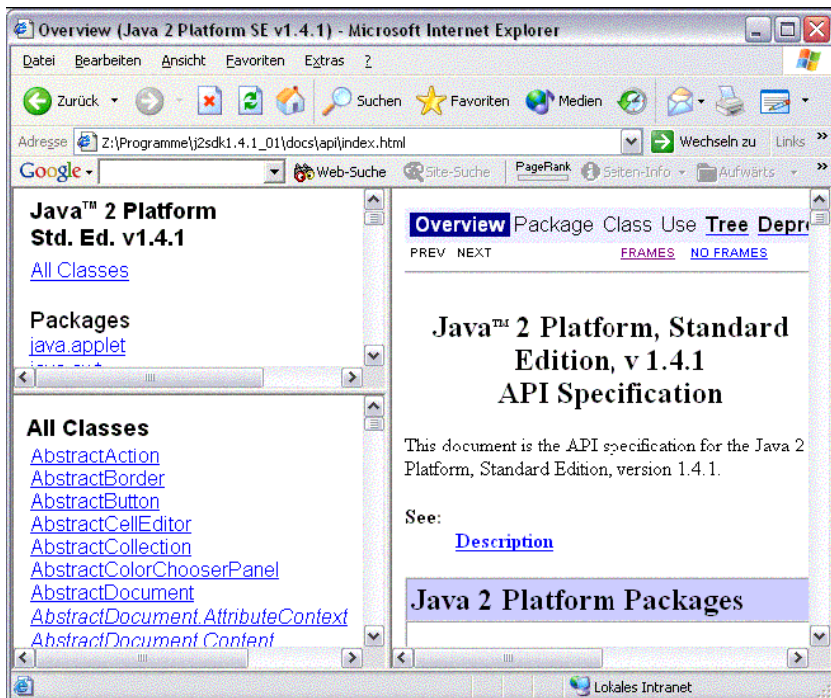 Overview (Java 2 Platform SE v1.4.1) - Microsoft Internet Explorer
Datei Bearbeiten Ansicht Favoriten Extras ?
Zurück Suchen Favoriten Medien
Adresse Z:\Programme\j2sdk1.4.1_01\docs\api\index.html Wechseln zu Links »
Google Web-Suche Site-Suche PageRank Seiten-Info Aufwärts »
Java™ 2 Platform
Std. Ed. v1.4.1
All Classes
Packages
java.applet
All Classes
AbstractAction
AbstractBorder
AbstractButton
AbstractCellEditor
AbstractCollection
AbstractColorChooserPanel
AbstractDocument
AbstractDocument.AttributeContext
AbstractDocument.Content
Overview Package Class Use Tree Depre
PREV NEXT FRAMES NO FRAMES
Java™ 2 Platform, Standard
Edition, v 1.4.1
API Specification
This document is the API specification for the Java 2
Platform, Standard Edition, version 1.4.1.
See:
Description
Java 2 Platform Packages
Lokales Intranet